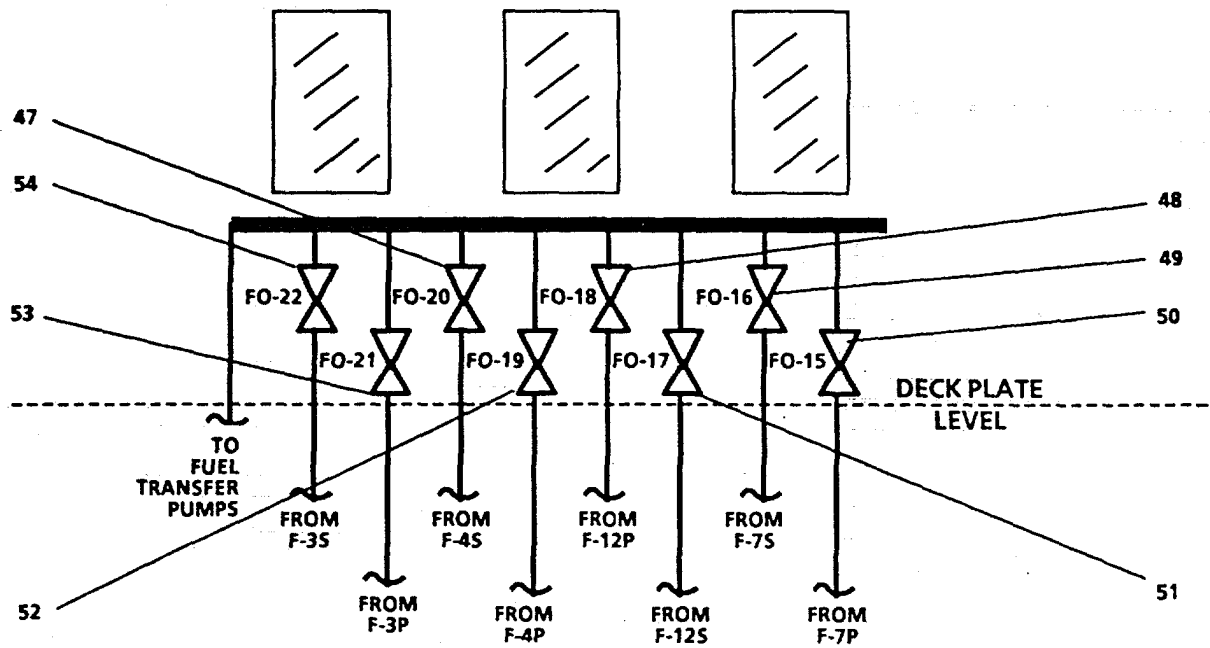 47
54
48
49
FO-22
FO-20
FO-18
FO-16
53
50
FO-21
FO-19
FO-17
FO-15
DECK PLATE
LEVEL
TO
FUEL
TRANSFER
PUMPS
FROM
F-3S
FROM
F-4S
FROM
F-12P
FROM
F-7S
52
51
FROM
F-3P
FROM
F-4P
FROM
F-12S
FROM
F-7P